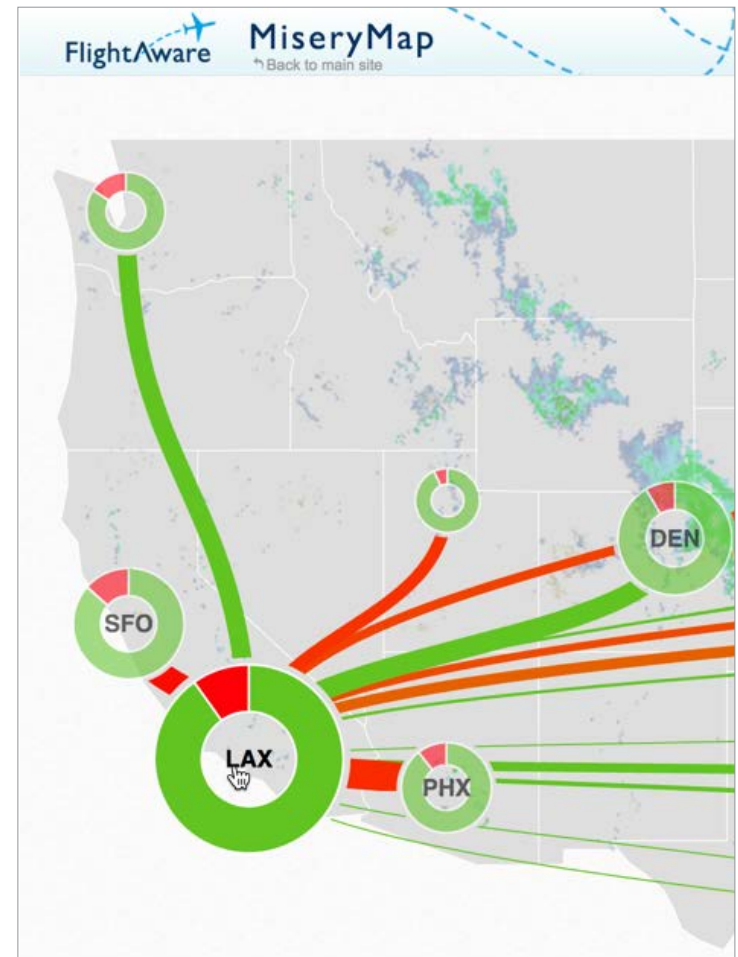 FlightAware
MiseryMap
↰Back to main site
DEN
SFO
LAX
PHX